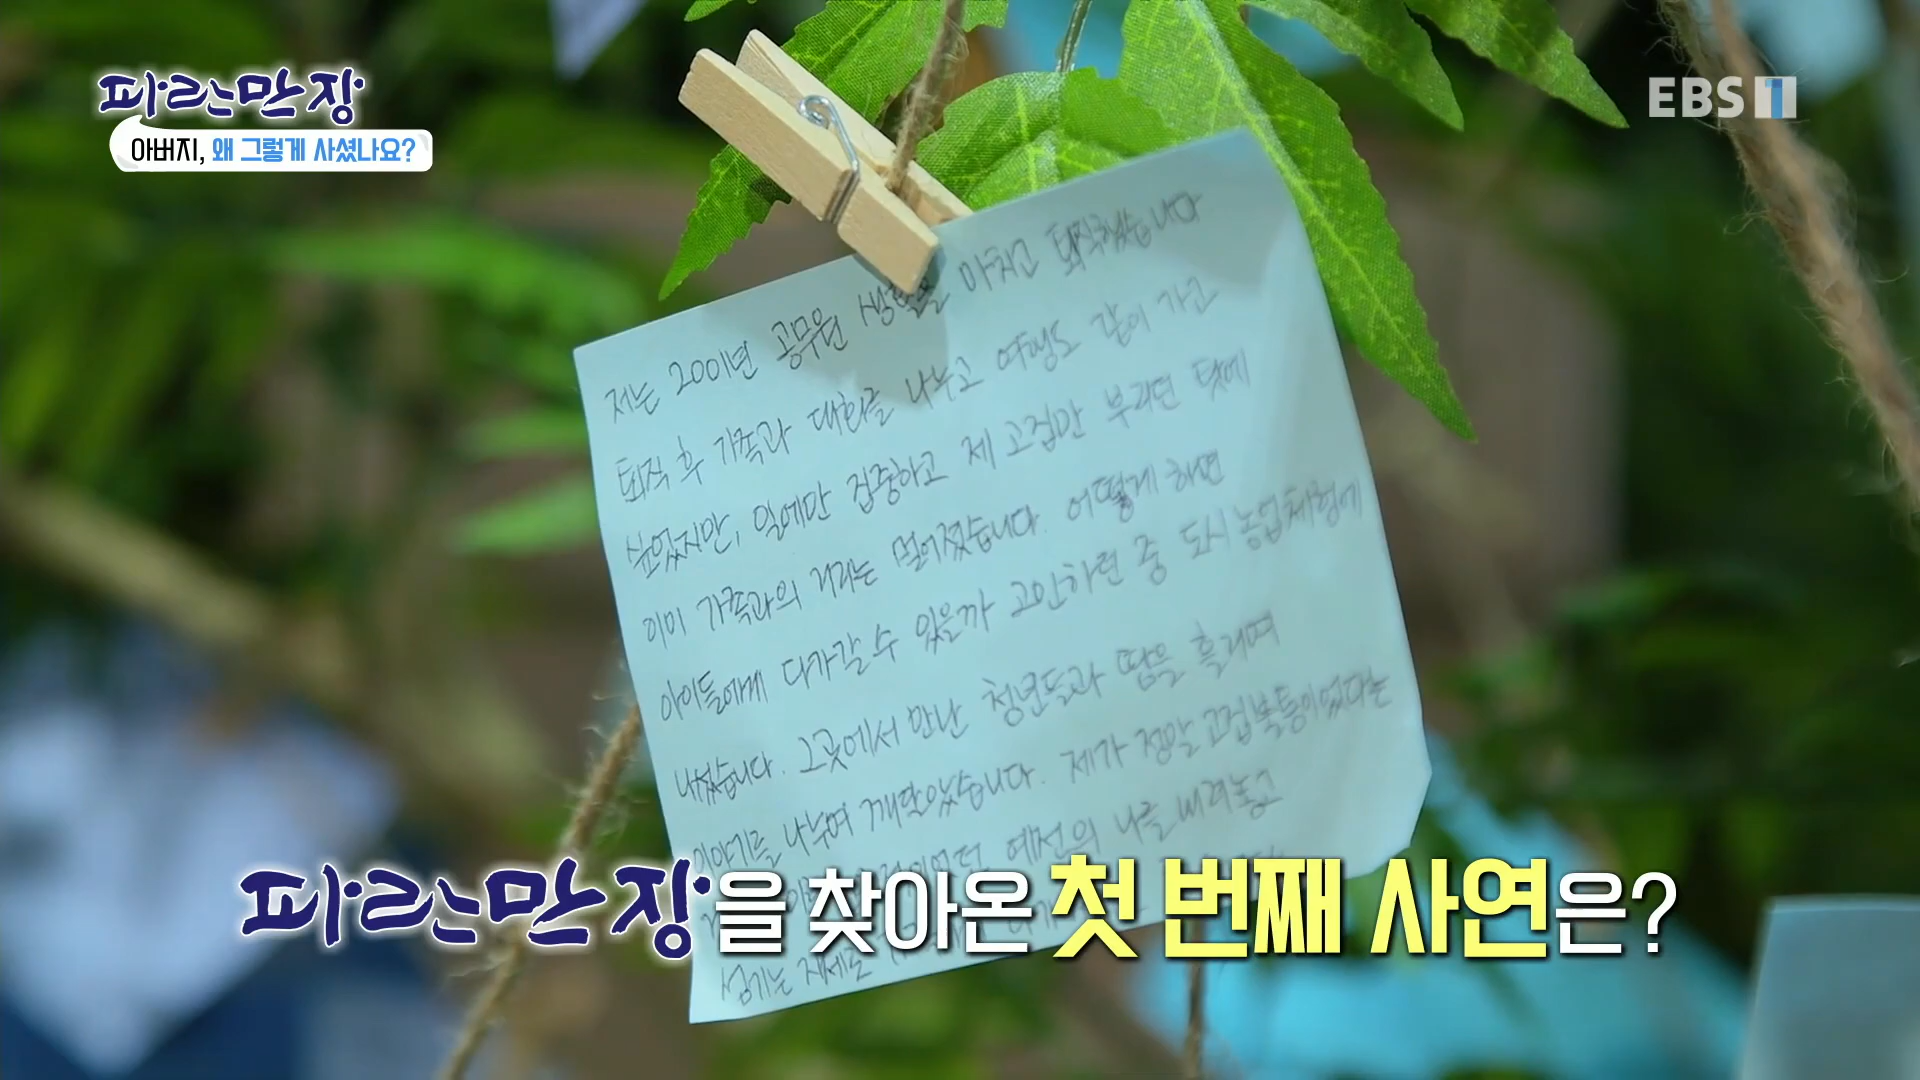 파란만장
아버지, 왜 그렇게 사셨나요?
EBS 1
저는 2001년 공무원 생활을 마치고 퇴직했습니다
퇴직 후 가족과 대화를 나누고 여행도 같이 가고
싶었지만, 일에만 집중하고 제 고집만 부리던 탓에
이미 가족과의 거리는 멀어졌습니다. 어떻게 하면
아이들에게 다가갈 수 있을까 고민하던 중 도시농업체험에
나섰습니다. 그곳에서 만난 청년들과 땀을 흘리며
이야기를 나누며 깨달았습니다. 제가 정말 고집불통이었다는
예전의 나를 내려놓고
섬기는 자세로
파란만장을 찾아온 첫 번째 사연은?